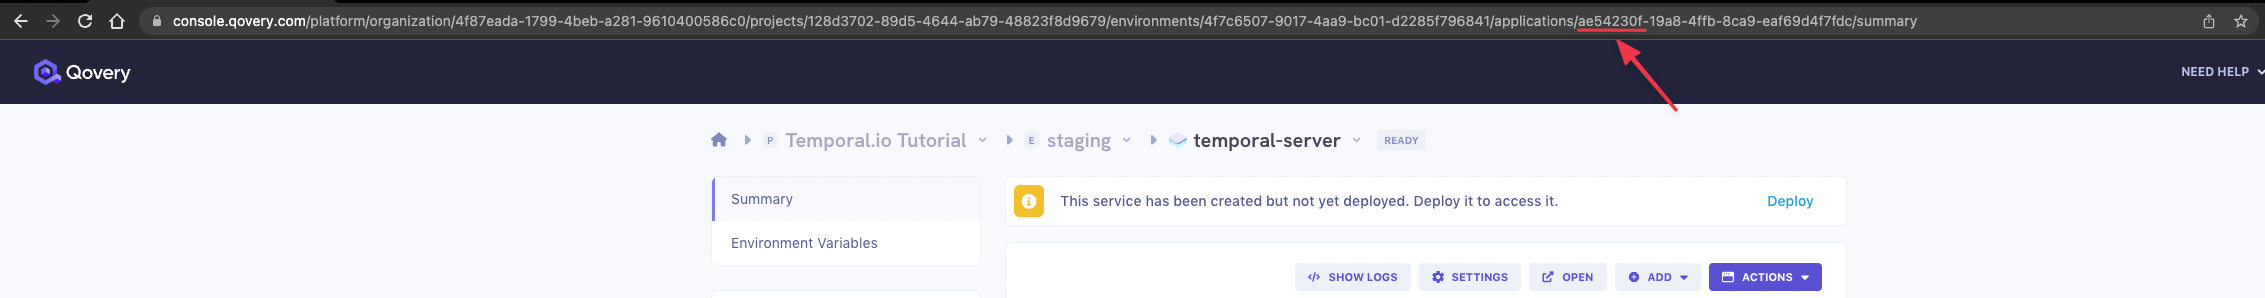 console.qovery.com/platform/organization/4f87eada-1799-4beb-a281-9610400586c0/projects/128d3702-89d5-4644-ab79-48823f8d9679/environments/4f7c6507-9017-4aa9-bc01-d2285f796841/applications/ae54230f-19a8-4ffb-8ca9-eaf69d4f7fdc/summary
Qovery
NEED HELP
P Temporal.io Tutorial E staging temporal-server READY
Summary
Environment Variables
This service has been created but not yet deployed. Deploy it to access it. Deploy
</> SHOW LOGS SETTINGS OPEN ADD ACTIONS